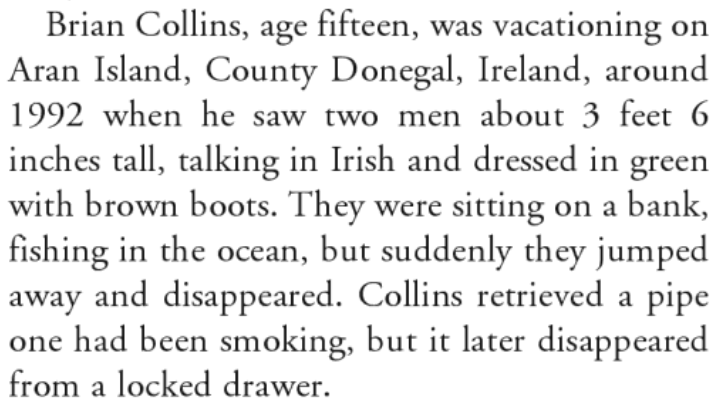 Brian Collins, age fifteen, was vacationing on
Aran Island, County Donegal, Ireland, around
1992 when he saw two men about 3 feet 6
inches tall, talking in Irish and dressed in green
with brown boots. They were sitting on a bank,
fishing in the ocean, but suddenly they jumped
away and disappeared. Collins retrieved a pipe
one had been smoking, but it later disappeared
from a locked drawer.